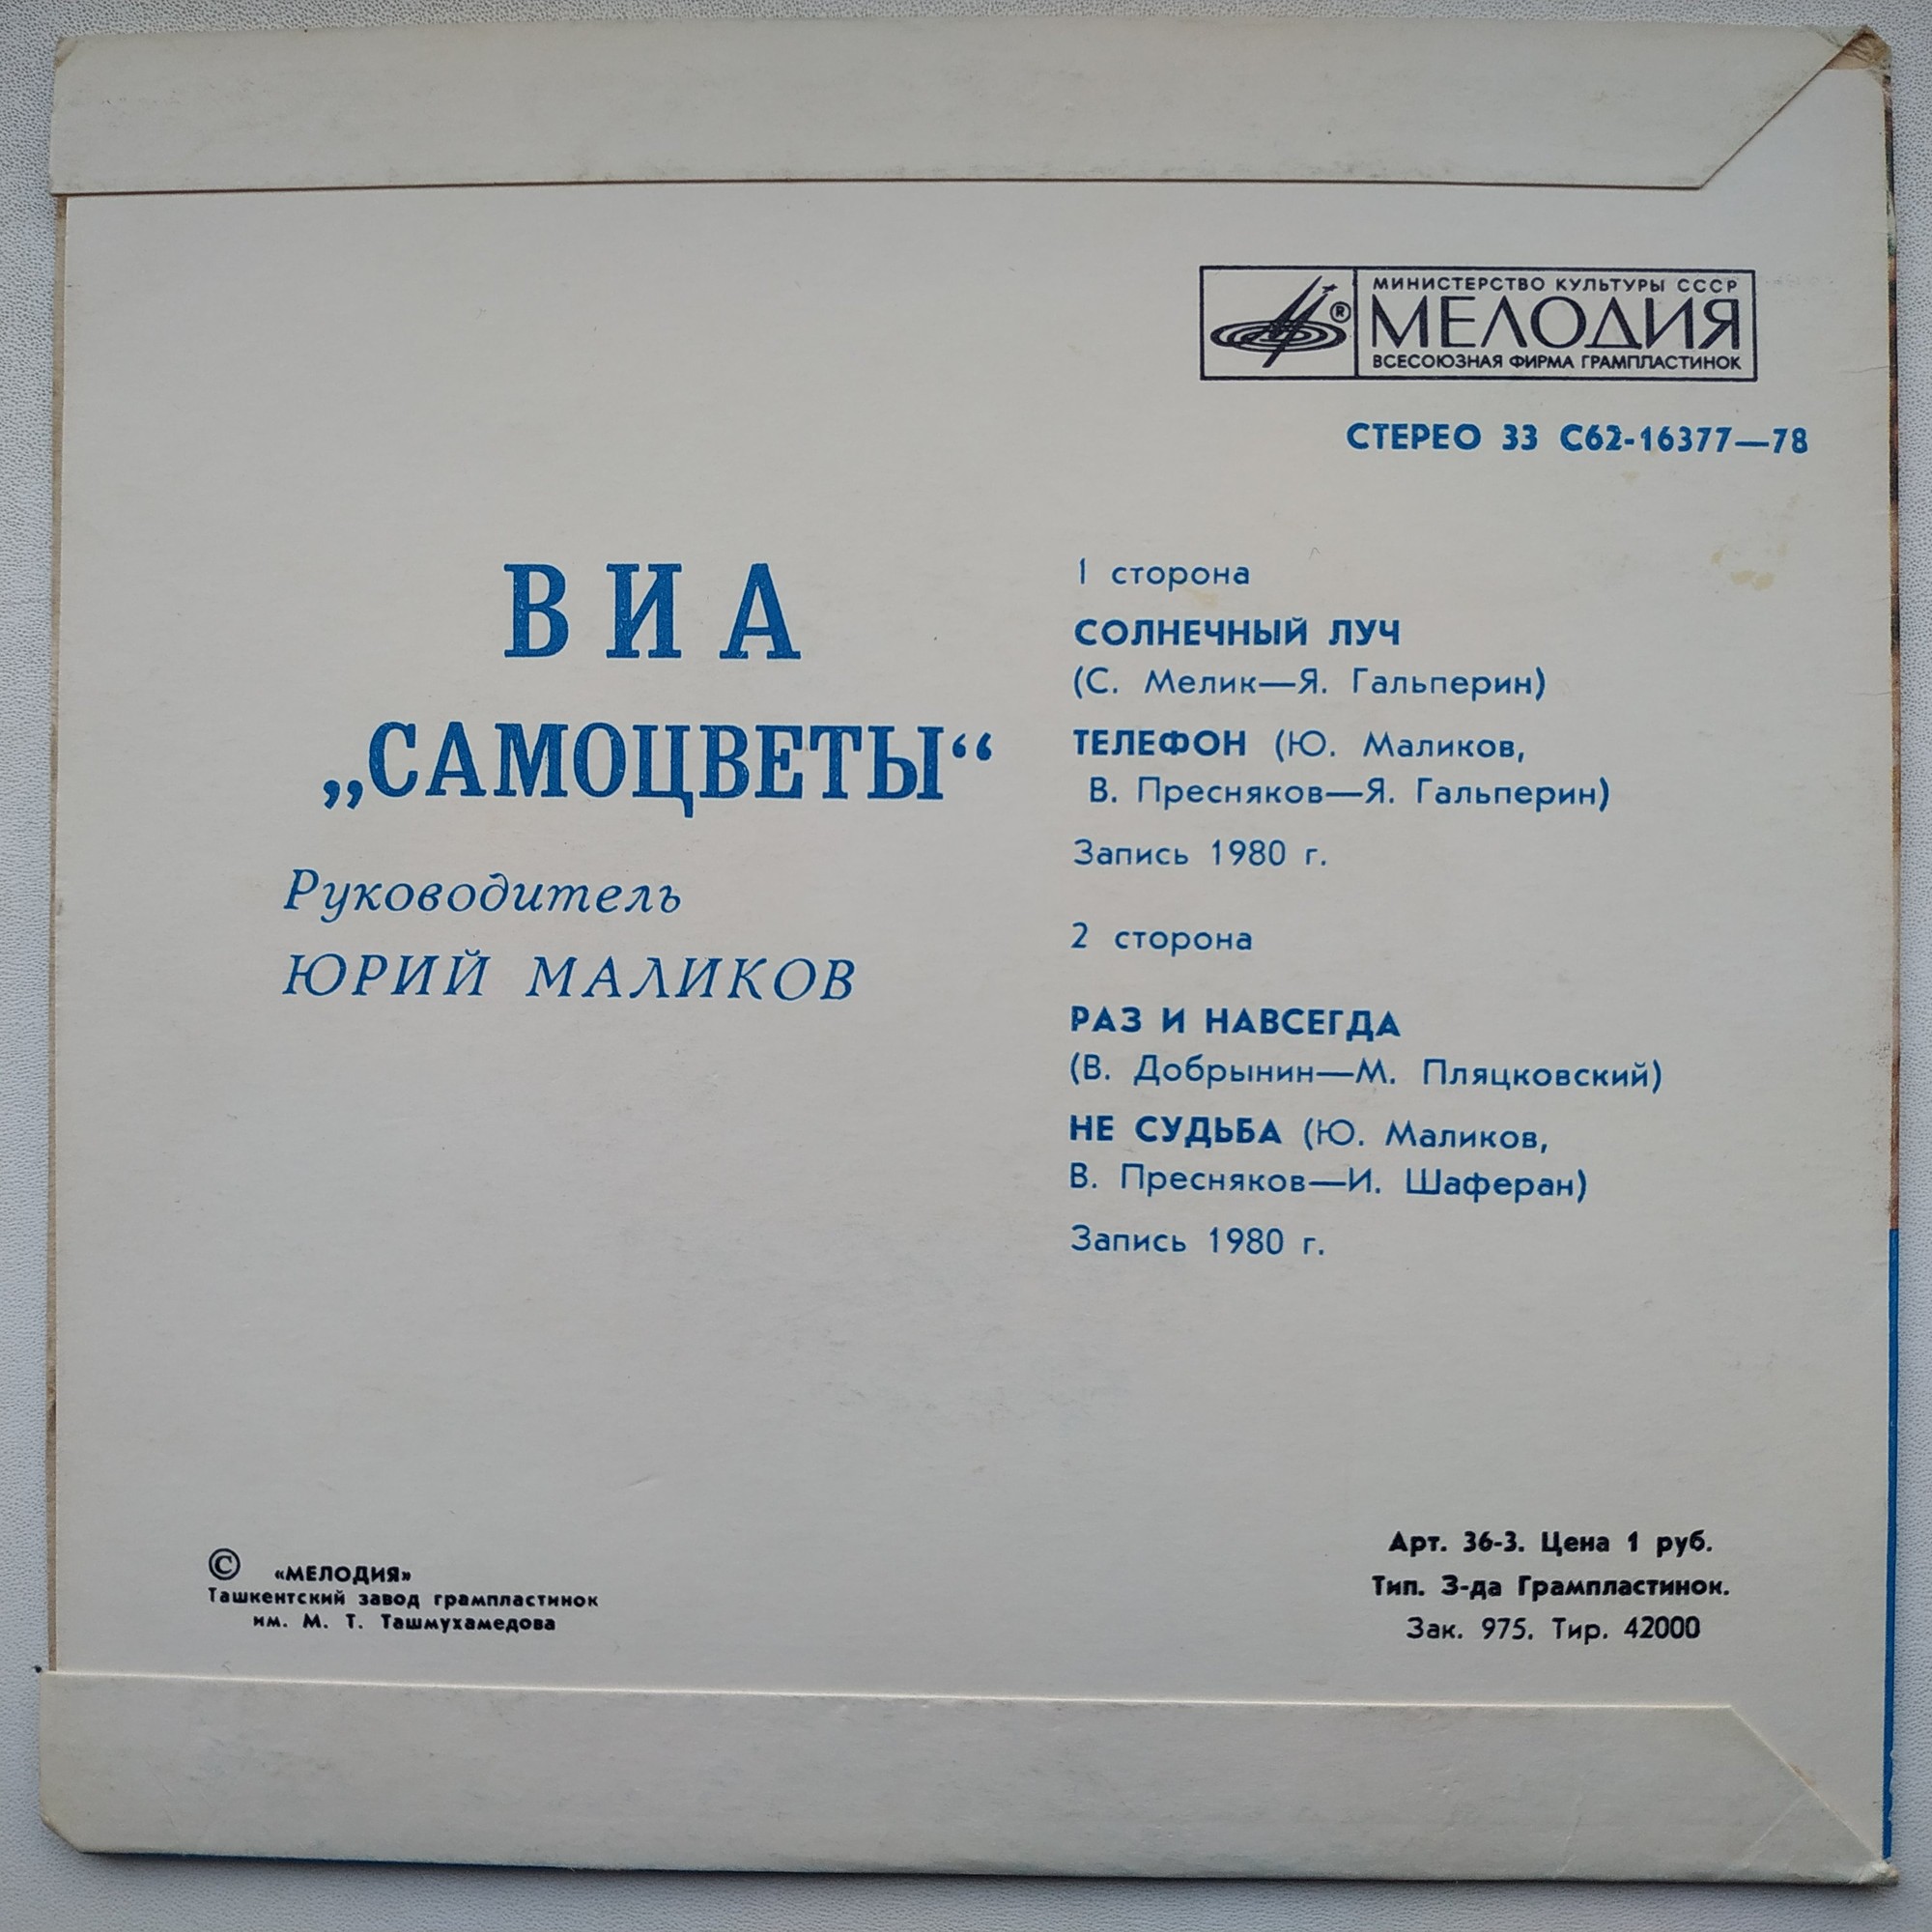 МИНИСТЕРСТВО КУЛЬТУРЫ СССР
МЕЛОДИЯ
ВСЕСОЮЗНАЯ ФИРМА ГРАМПЛАСТИНОК
®
СТЕРЕО 33 С62-16377—78
ВИА
„САМОЦВЕТЫ“
Руководитель
ЮРИЙ МАЛИКОВ
1 сторона
СОЛНЕЧНЫЙ ЛУЧ
(С. Мелик—Я. Гальперин)
ТЕЛЕФОН (Ю. Маликов,
В. Пресняков—Я. Гальперин)
Запись 1980 г.
2 сторона
РАЗ И НАВСЕГДА
(В. Добрынин—М. Пляцковский)
НЕ СУДЬБА (Ю. Маликов,
В. Пресняков—И. Шаферан)
Запись 1980 г.
© «МЕЛОДИЯ»
Ташкентский завод грампластинок
им. М. Т. Ташмухамедова
Арт. 36-3. Цена 1 руб.
Тип. З-да Грампластинок.
Зак. 975. Тир. 42000